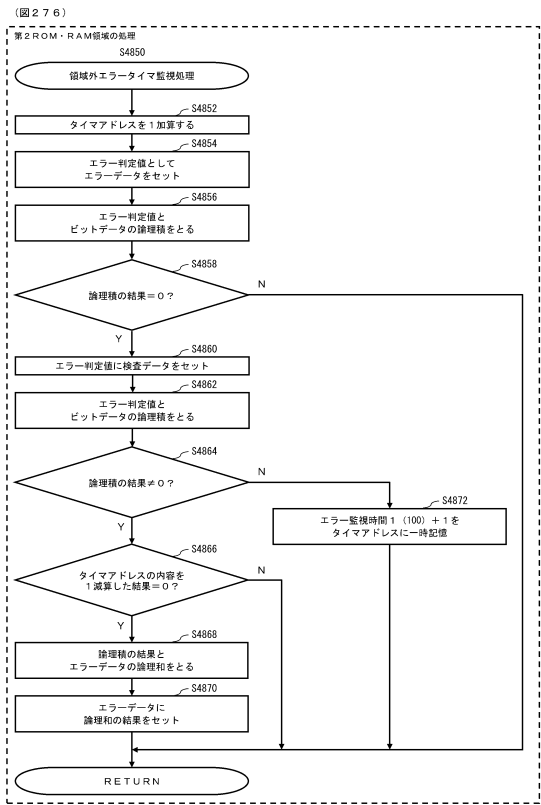 （図２７６）
第２ＲＯＭ・ＲＡＭ領域の処理
S4850
領域外エラータイマ監視処理
S4852
タイマアドレスを１加算する
S4854
エラー判定値として
エラーデータをセット
S4856
エラー判定値と
ビットデータの論理積をとる
S4858
論理積の結果＝０？
N
Y
S4860
エラー判定値に検査データをセット
S4862
エラー判定値と
ビットデータの論理積をとる
S4864
論理積の結果≠０？
N
Y
S4872
エラー監視時間１（100）＋１を
タイマアドレスに一時記憶
S4866
タイマアドレスの内容を
１減算した結果＝０？
N
Y
S4868
論理積の結果と
エラーデータの論理和をとる
S4870
エラーデータに
論理和の結果をセット
ＲＥＴＵＲＮ